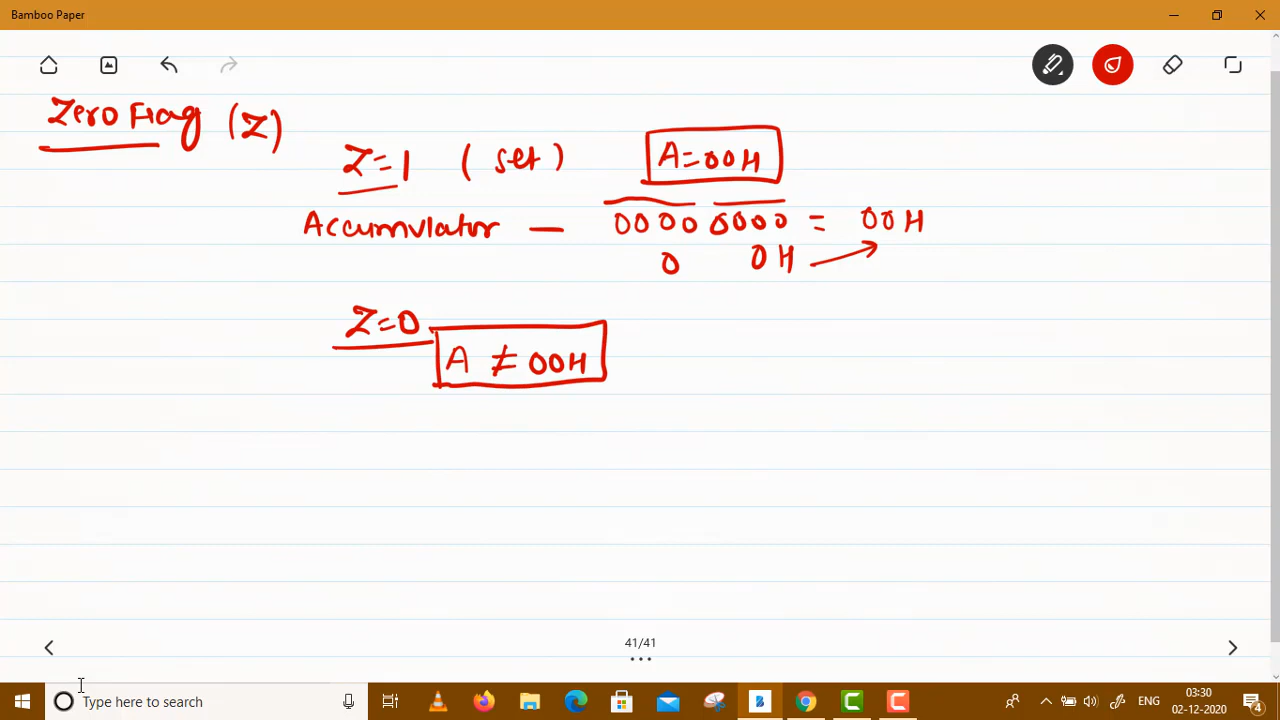 Bamboo Paper
Zero Flag (Z)
Z=1 ( set ) A=00H
Accumulator — 0000 0000 = 00H
0 0H
Z=0
A ≠ 00H
41/41
Type here to search
ENG
03:30
02-12-2020
4